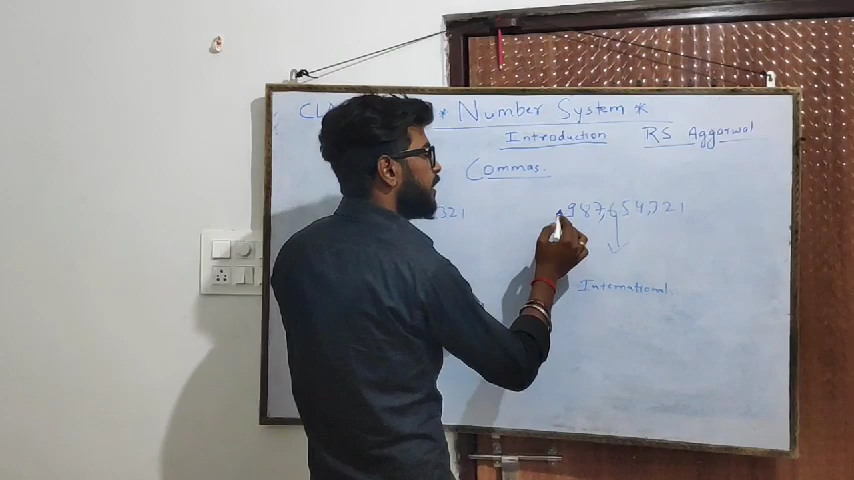 * Number System *
Introduction RS Aggarwal
Commas.
321 987,654,321
International